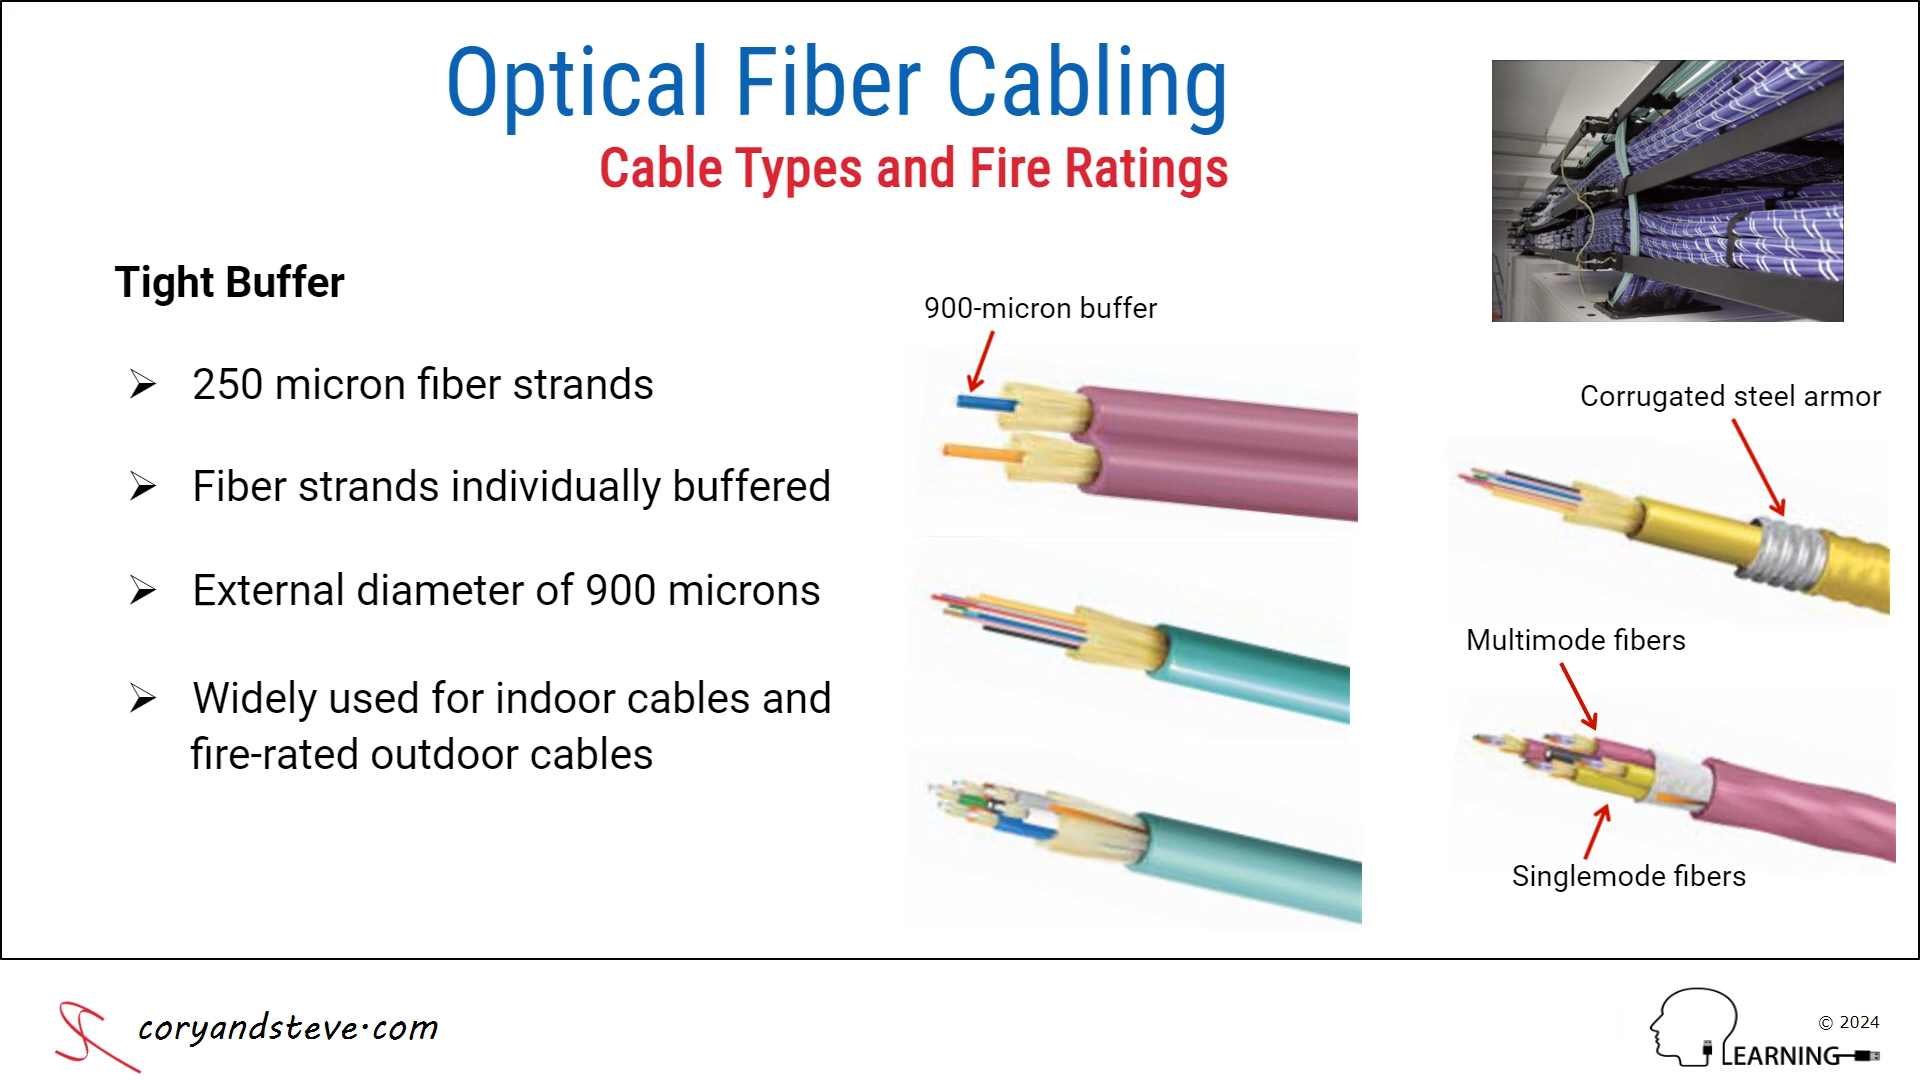 Optical Fiber Cabling
Cable Types and Fire Ratings
Tight Buffer
250 micron fiber strands
Fiber strands individually buffered
External diameter of 900 microns
Widely used for indoor cables and
fire-rated outdoor cables
900-micron buffer
Corrugated steel armor
Multimode fibers
Singlemode fibers
coryandsteve.com
© 2024
LEARNING